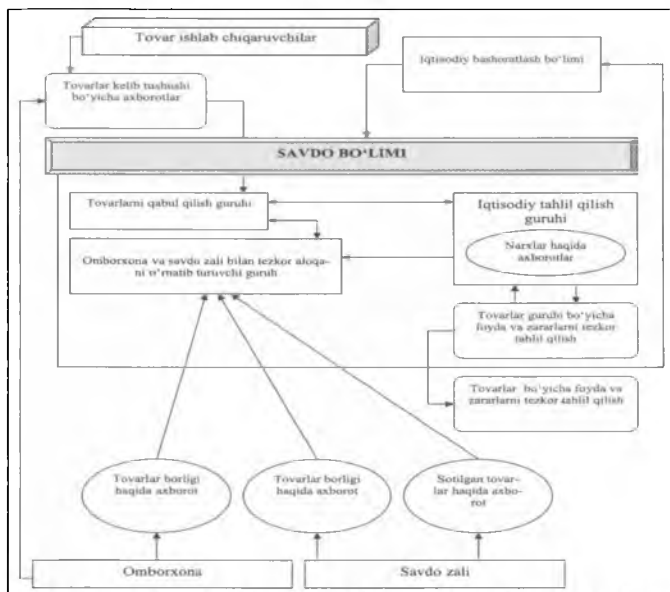 Tovar ishlab chiqaruvchilar
Iqtisodiy bashoratlash bo'limi
Tovarlar kelib tushushi
bo'yicha axborotlar
SAVDO BO'LIMI
Tovarlarni qabul qilish guruhi
Iqtisodiy tahlil qilish
guruhi
Narxlar haqida
axborotlar
Omborxona va savdo zali bilan tezkor aloqa-
ni o'rnatib turuvchi guruh
Tovarlar guruhi bo'yicha
foyda va zararlarni tezkor
tahlil qilish
Tovarlar bo'yicha foyda va
zararlarni tezkor tahlil qilish
Tovarlar borligi
haqida axborot
Tovarlar borligi
haqida axborot
Sotilgan tovar-
lar haqida axbo-
rot
Omborxona
Savdo zali